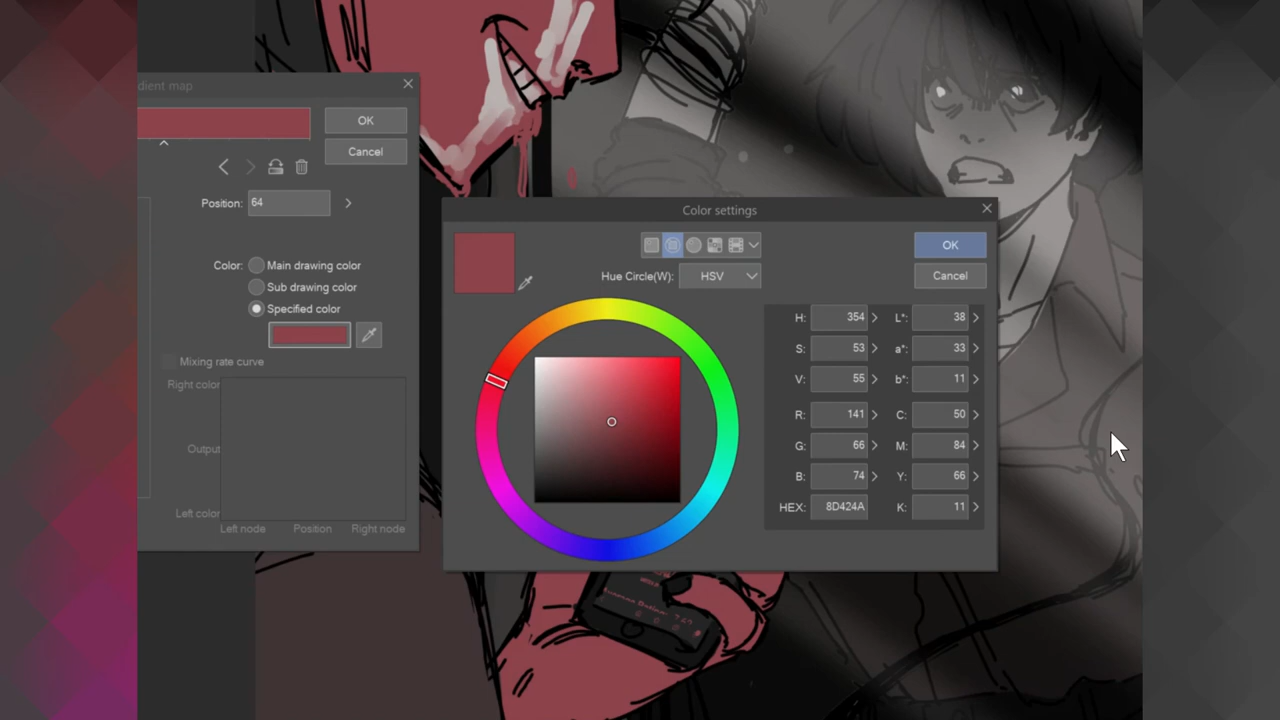 dient map
OK
Cancel
Position: 64
Color: Main drawing color
Sub drawing color
Specified color
Mixing rate curve
Right color
Output
Left color
Left node Position Right node
Color settings
OK
Cancel
Hue Circle(W): HSV
H: 354 L*: 38
S: 53 a*: 33
V: 55 b*: 11
R: 141 C: 50
G: 66 M: 84
B: 74 Y: 66
HEX: 8D424A K: 11